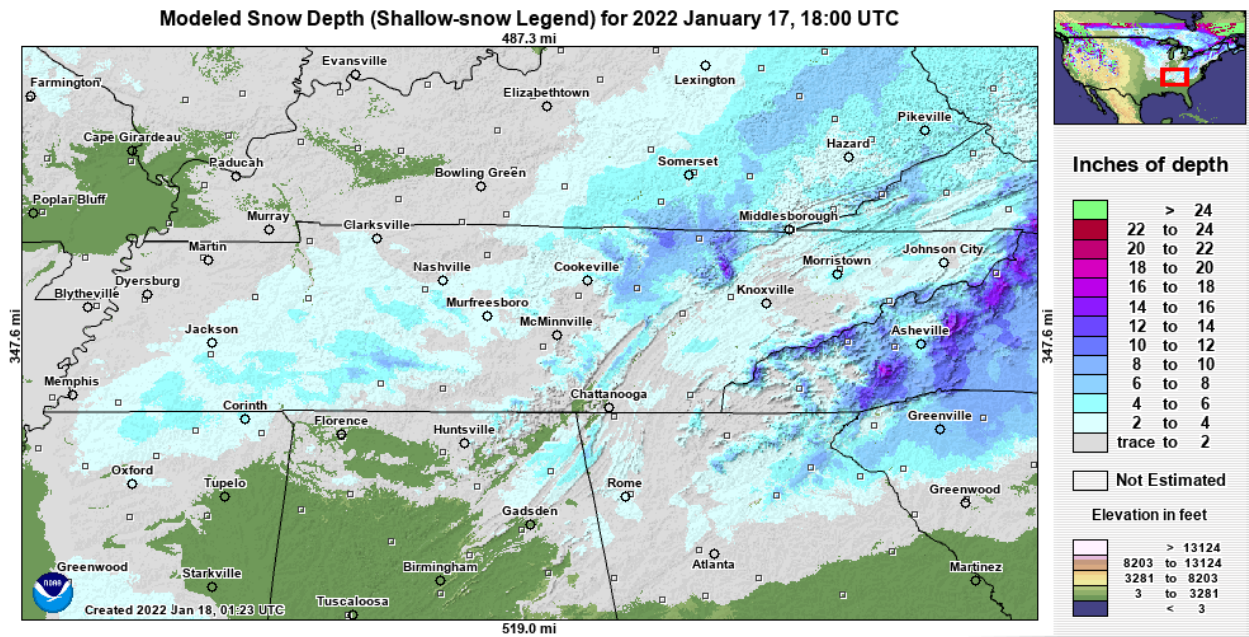 Modeled Snow Depth (Shallow-snow Legend) for 2022 January 17, 18:00 UTC
487.3 mi
Evansville
Farmington
Lexington
Elizabethtown
Pikeville
Cape Girardeau
Hazard
Paducah
Somerset
Bowling Green
Poplar Bluff
Murray
Middlesborough
Clarksville
Martin
Johnson City
Nashville
Cookeville
Morristown
Dyersburg
Blytheville
Knoxville
Murfreesboro
McMinnville
Jackson
Asheville
347.6 mi
347.6 mi
Memphis
Chattanooga
Corinth
Greenville
Florence
Huntsville
Oxford
Tupelo
Rome
Greenwood
Gadsden
Greenwood
Starkville
Birmingham
Atlanta
Martinez
NOAA
Created 2022 Jan 18, 01:23 UTC
Tuscaloosa
519.0 mi
Inches of depth
> 24
22 to 24
20 to 22
18 to 20
16 to 18
14 to 16
12 to 14
10 to 12
8 to 10
6 to 8
4 to 6
2 to 4
trace to 2
Not Estimated
Elevation in feet
> 13124
8203 to 13124
3281 to 8203
3 to 3281
< 3